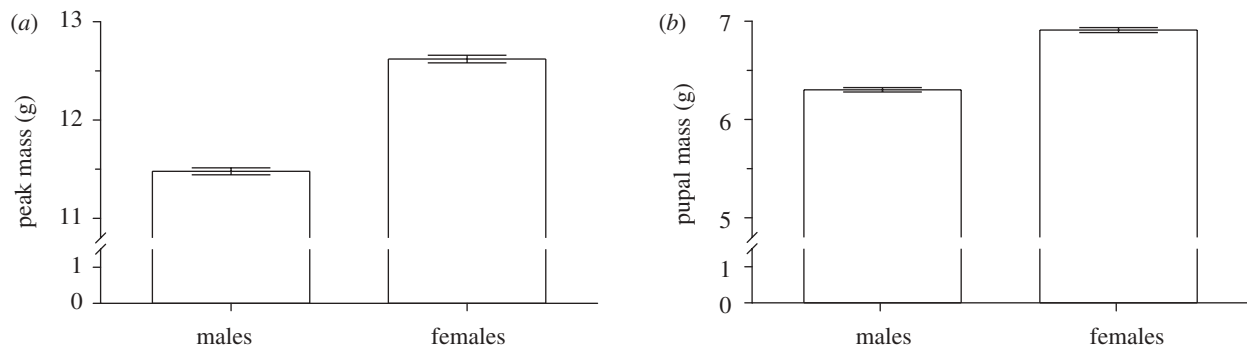 (a)
peak mass (g)
13
12
11
1
0
males females
(b)
pupal mass (g)
7
6
5
1
0
males females